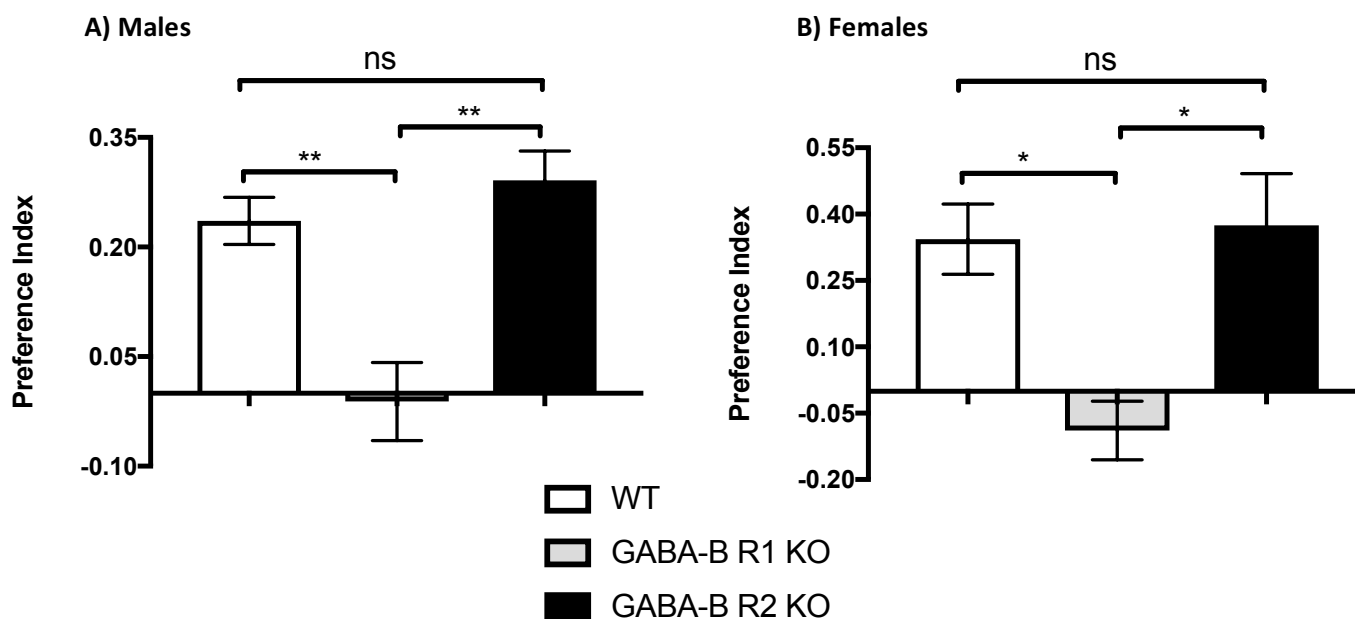 A) Males
ns
**
**
0.35
0.20
0.05
-0.10
Preference Index
B) Females
ns
*
*
0.55
0.40
0.25
0.10
-0.05
-0.20
Preference Index
WT
GABA-B R1 KO
GABA-B R2 KO